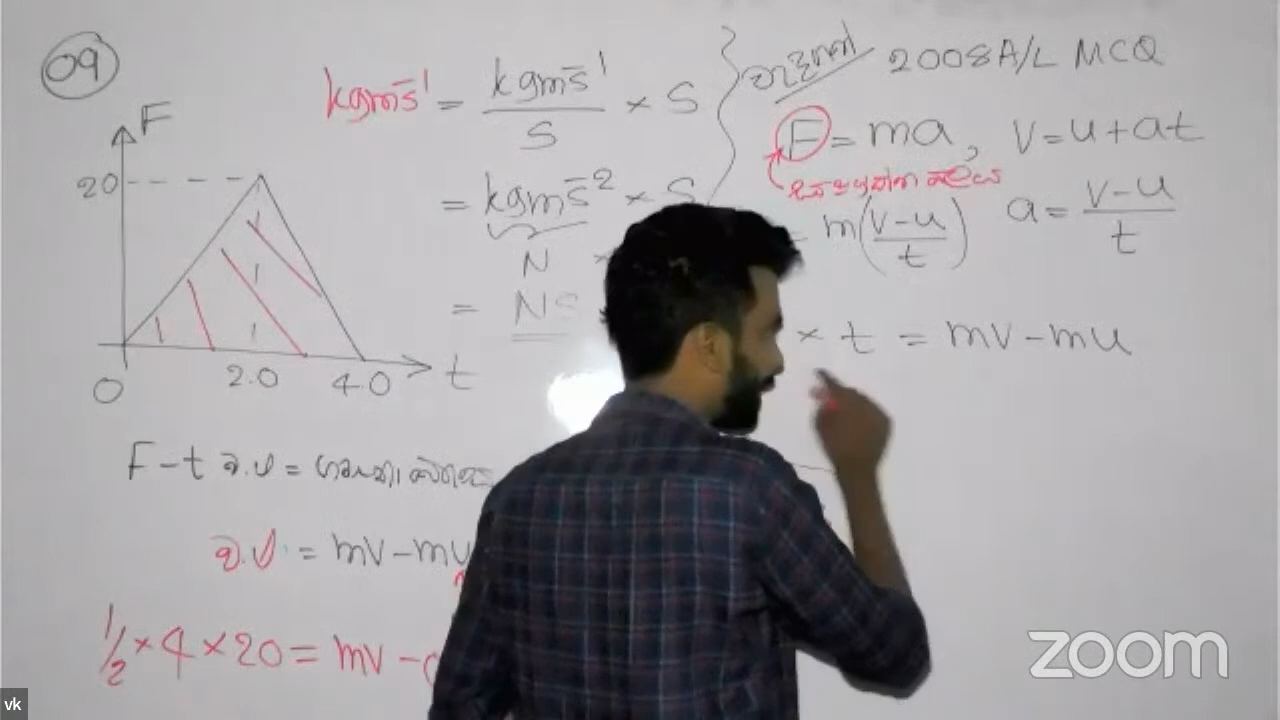 09
F
20
0
2.0
4.0
t
kgms⁻¹ = kgms⁻¹/s × s
= kgms⁻² × s
N
= Ns
2008 A/L MCQ
F = ma, v = u + at
m(v-u/t) a = v-u/t
× t = mv - mu
F-t ව.ඵ =
ව.ඵ = mv - mu
1/2 × 4 × 20 = mv -
zoom
vk